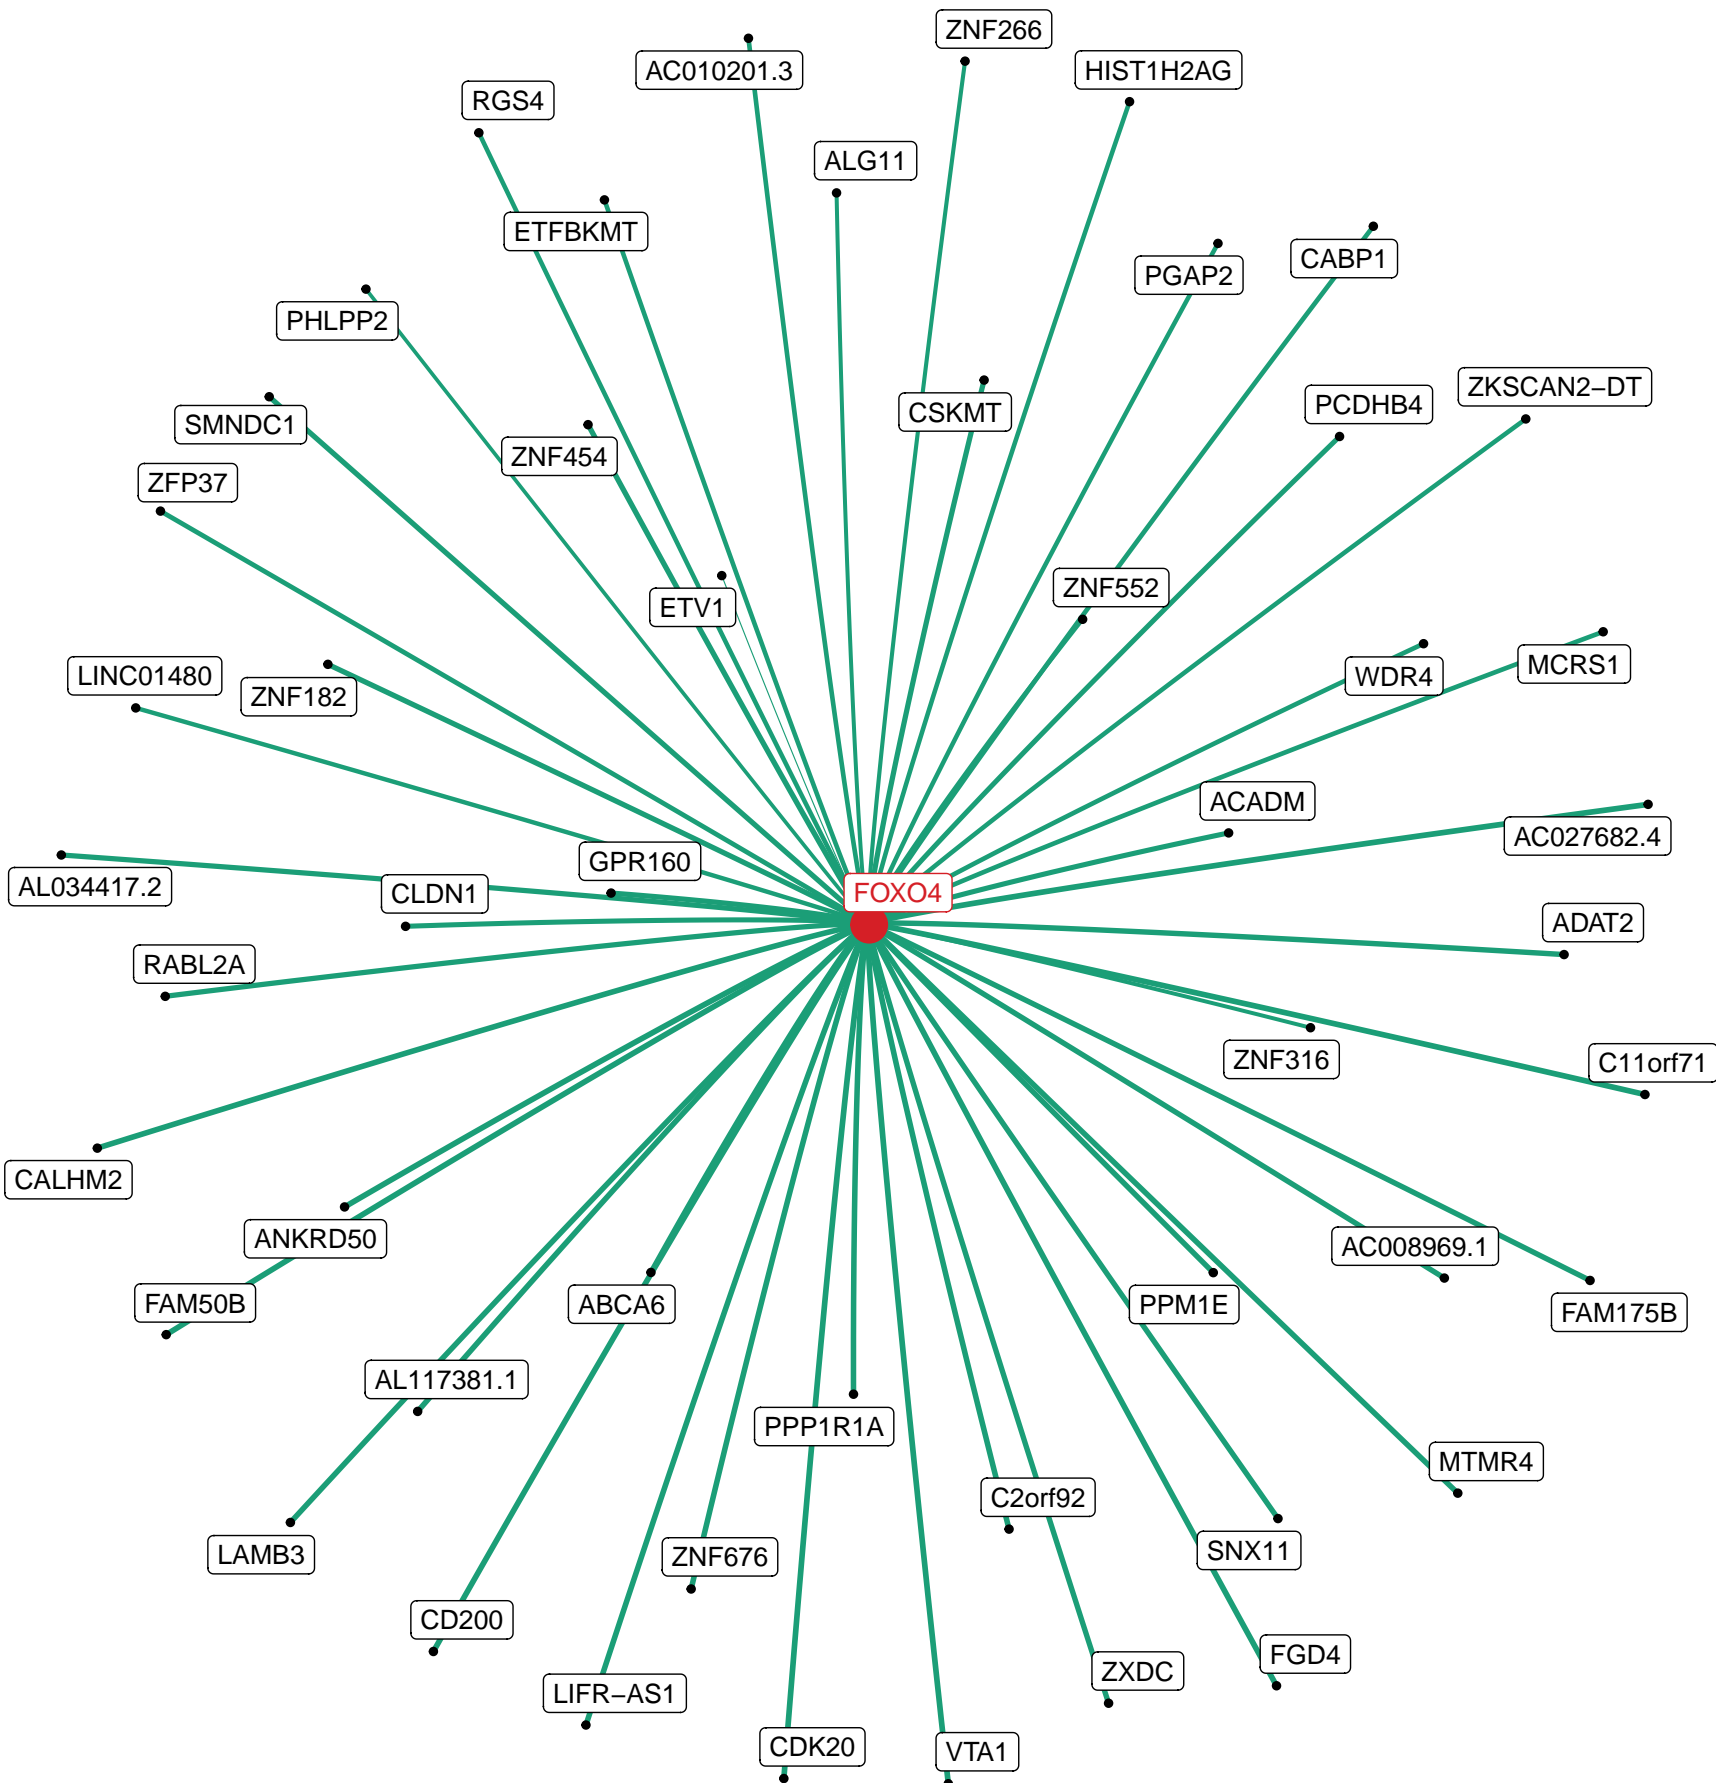 ZNF266
AC010201.3
HIST1H2AG
RGS4
ALG11
ETFBKMT
CABP1
PGAP2
PHLPP2
ZKSCAN2−DT
PCDHB4
CSKMT
SMNDC1
ZNF454
ZFP37
ZNF552
ETV1
MCRS1
LINC01480
WDR4
ZNF182
ACADM
AC027682.4
GPR160
AL034417.2
CLDN1
FOXO4
ADAT2
RABL2A
ZNF316
C11orf71
CALHM2
ANKRD50
AC008969.1
FAM50B
ABCA6
PPM1E
FAM175B
AL117381.1
PPP1R1A
MTMR4
C2orf92
SNX11
LAMB3
ZNF676
CD200
FGD4
ZXDC
LIFR−AS1
CDK20
VTA1